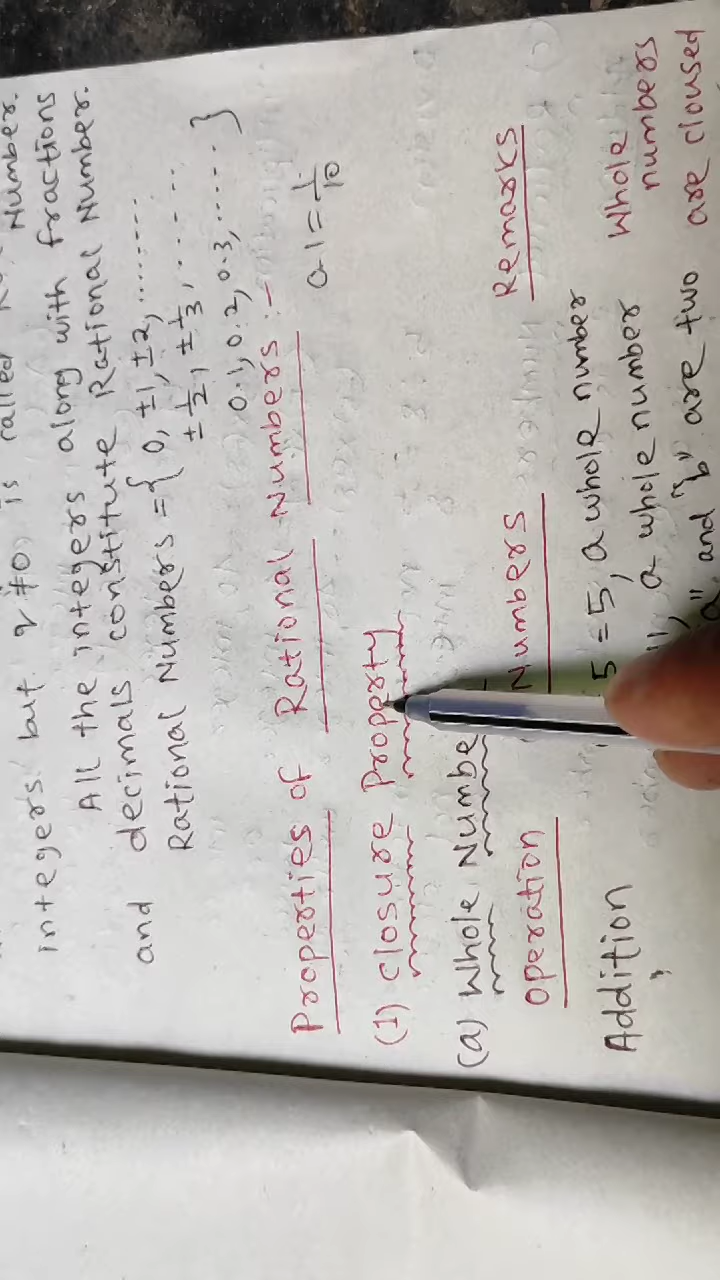 Number.
integers but q ≠ 0, is called
All the integers along with fractions
and decimals constitute Rational Number.
Rational Numbers = { 0, ±1, ±2, ........
± 1/2, ± 1/3, ......
0.1, 0.2, 0.3, ...... }
Properties of Rational Numbers :-
0.1 = 1/10
(1) Closure Property
(a) Whole Numbe
Operation Numbers Remarks
Addition 5 = 5, a whole number Whole
11, a whole number numbers
and "b" are two are cloused